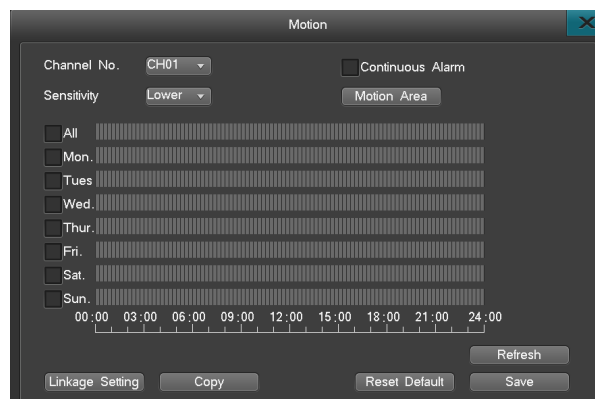 Motion
Channel No. CH01 Continuous Alarm
Sensitivity Lower Motion Area
All
Mon.
Tues
Wed.
Thur.
Fri.
Sat.
Sun.
00:00 03:00 06:00 09:00 12:00 15:00 18:00 21:00 24:00
Refresh
Linkage Setting Copy Reset Default Save